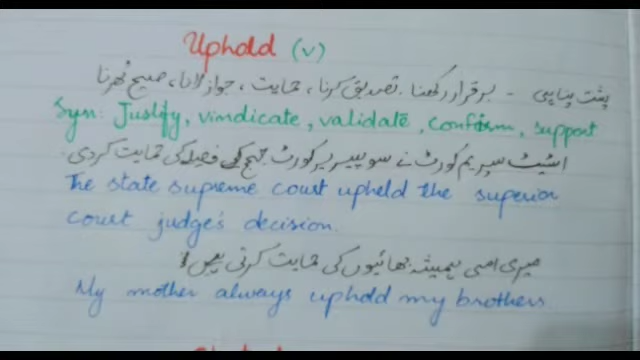 Uphold (v)
پشت پناہی - برقرار رکھنا، تصدیق کرنا، حمایت، جواز لانا، صحیح ٹھہرنا
Syn: Justify, vindicate, validate, confirm, support
اسٹیٹ سپریم کورٹ نے سوپیریر کورٹ جج کے فیصلے کی حمایت کردی۔
The state supreme court upheld the superior
court judge's decision.
میری امی ہمیشہ بھائیوں کی حمایت کرتی ہیں۔
My mother always uphold my brothers